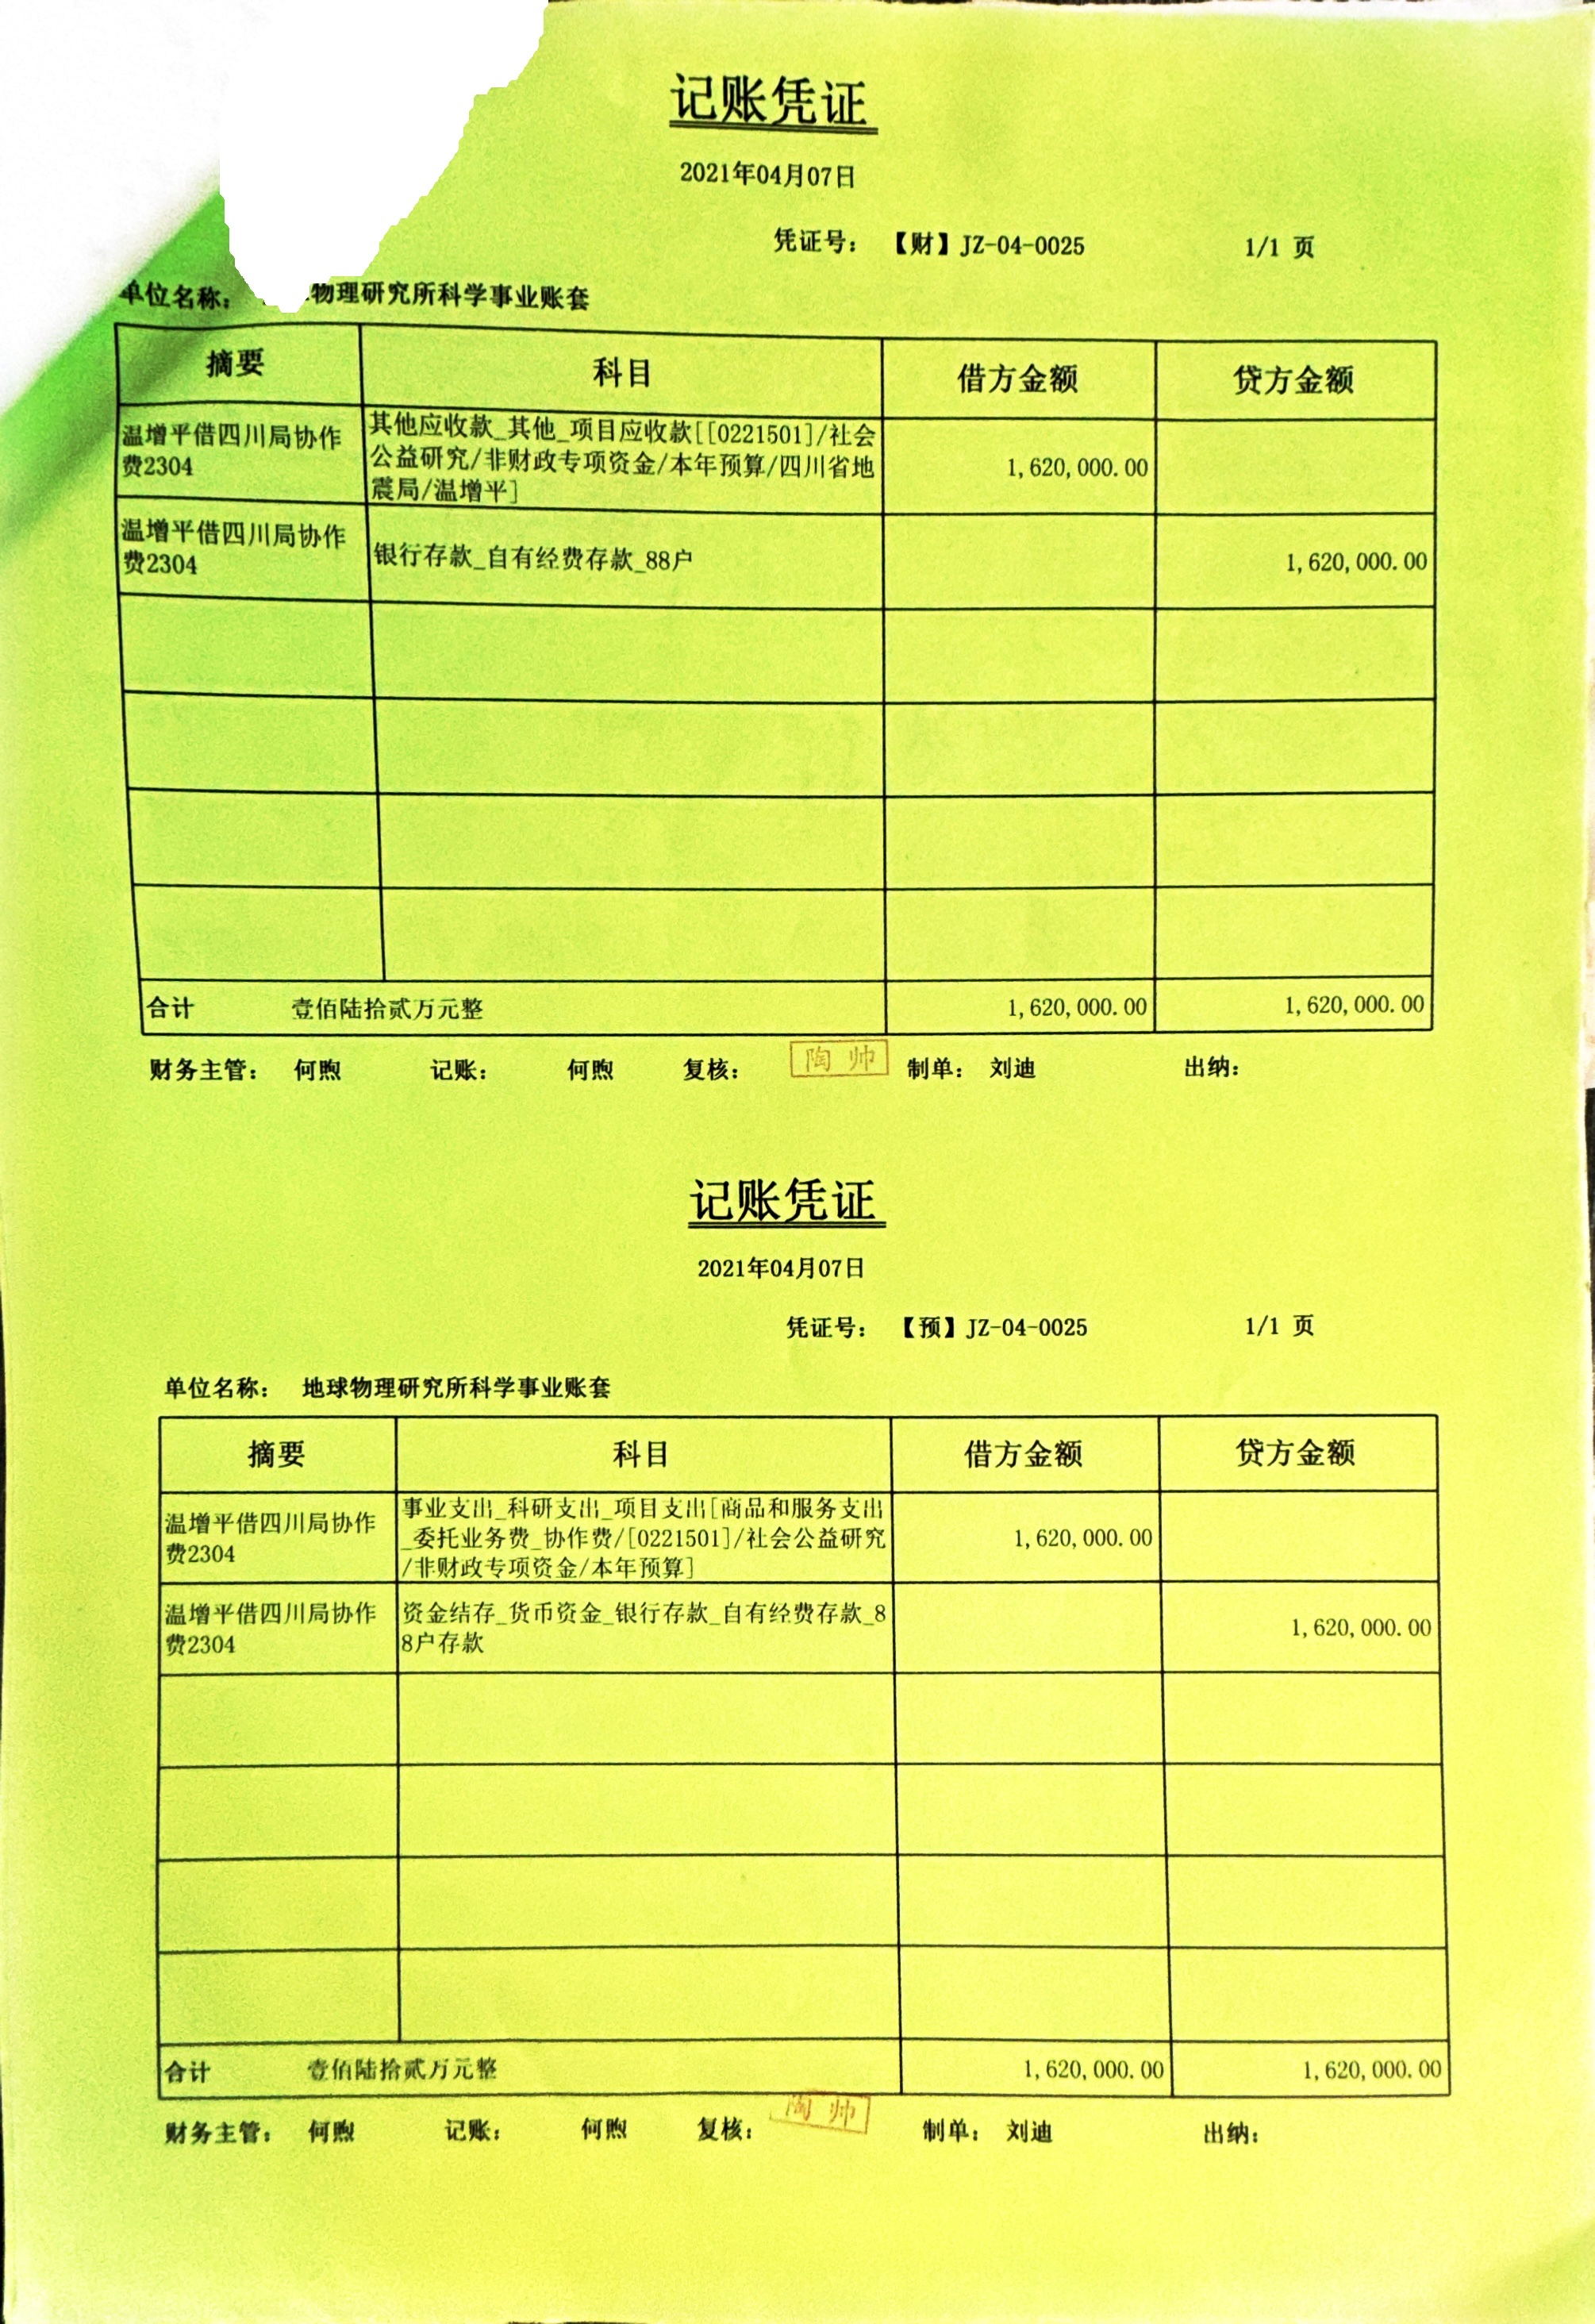 记账凭证
2021年04月07日
凭证号： 【财】JZ-04-0025 1/1 页
单位名称： 物理研究所科学事业账套
摘要 科目 借方金额 贷方金额
温增平借四川局协作
费2304
其他应收款_其他_项目应收款[[0221501]/社会
公益研究/非财政专项资金/本年预算/四川省地
震局/温增平]
1,620,000.00
温增平借四川局协作
费2304
银行存款_自有经费存款_88户
1,620,000.00
合计 壹佰陆拾贰万元整 1,620,000.00 1,620,000.00
财务主管： 何煦 记账： 何煦 复核： 陶帅 制单： 刘迪 出纳：
记账凭证
2021年04月07日
凭证号： 【预】JZ-04-0025 1/1 页
单位名称： 地球物理研究所科学事业账套
摘要 科目 借方金额 贷方金额
温增平借四川局协作
费2304
事业支出_科研支出_项目支出[商品和服务支出
_委托业务费_协作费/[0221501]/社会公益研究
/非财政专项资金/本年预算]
1,620,000.00
温增平借四川局协作
费2304
资金结存_货币资金_银行存款_自有经费存款_8
8户存款
1,620,000.00
合计 壹佰陆拾贰万元整 1,620,000.00 1,620,000.00
财务主管： 何煦 记账： 何煦 复核： 陶帅 制单： 刘迪 出纳：